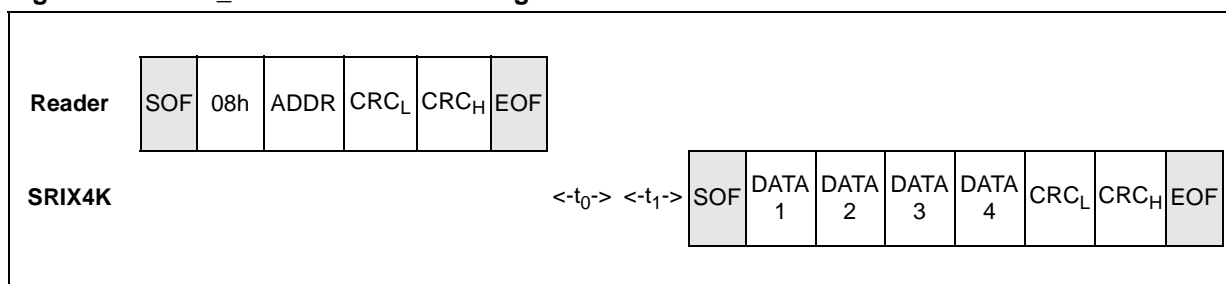 Reader SOF 08h ADDR CRCL CRCH EOF
SRIX4K <-t0-> <-t1-> SOF DATA 1 DATA 2 DATA 3 DATA 4 CRCL CRCH EOF